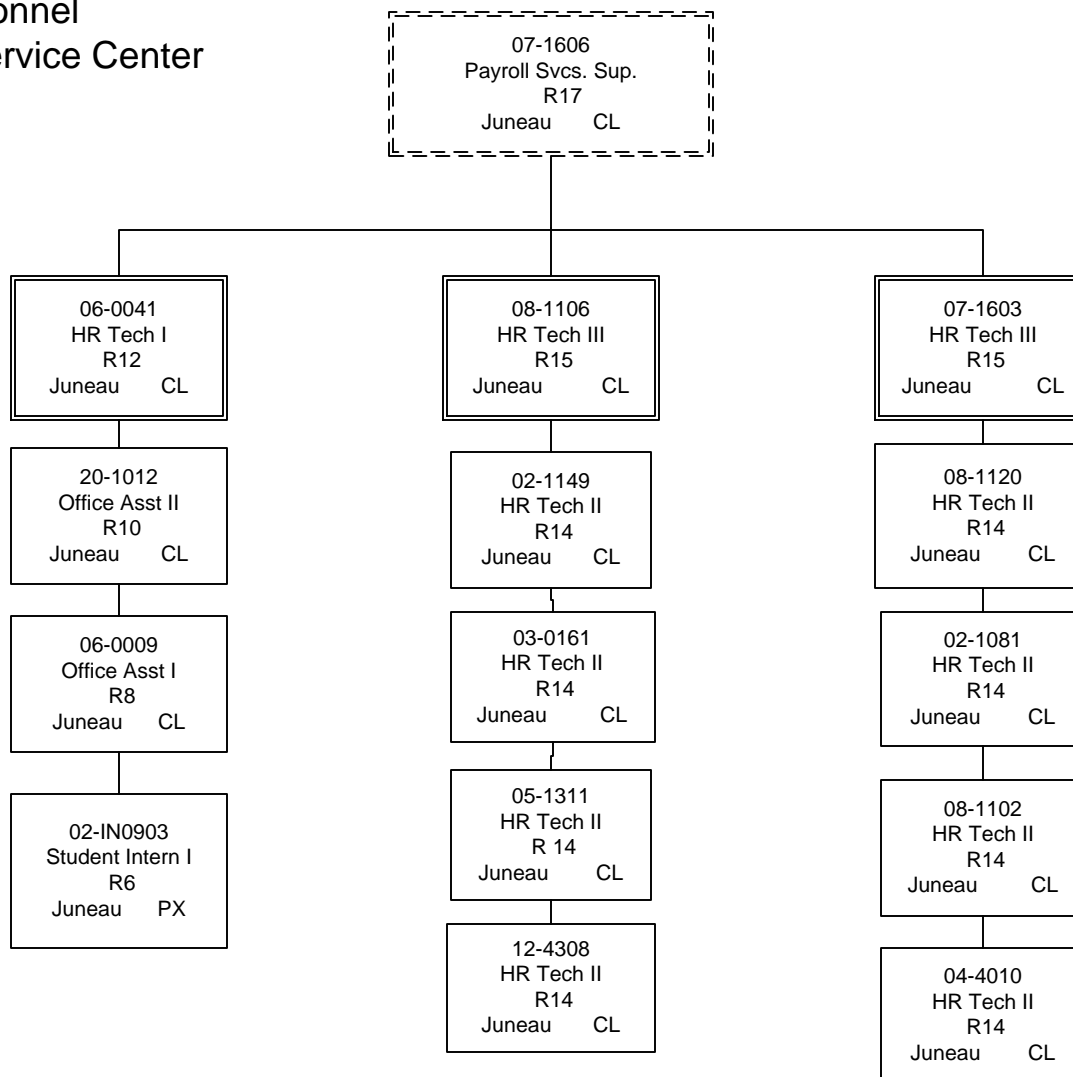 onnel
ervice Center
07-1606
Payroll Svcs. Sup.
R17
Juneau CL
06-0041
HR Tech I
R12
Juneau CL
20-1012
Office Asst II
R10
Juneau CL
06-0009
Office Asst I
R8
Juneau CL
02-IN0903
Student Intern I
R6
Juneau PX
08-1106
HR Tech III
R15
Juneau CL
02-1149
HR Tech II
R14
Juneau CL
03-0161
HR Tech II
R14
Juneau CL
05-1311
HR Tech II
R 14
Juneau CL
12-4308
HR Tech II
R14
Juneau CL
07-1603
HR Tech III
R15
Juneau CL
08-1120
HR Tech II
R14
Juneau CL
02-1081
HR Tech II
R14
Juneau CL
08-1102
HR Tech II
R14
Juneau CL
04-4010
HR Tech II
R14
Juneau CL